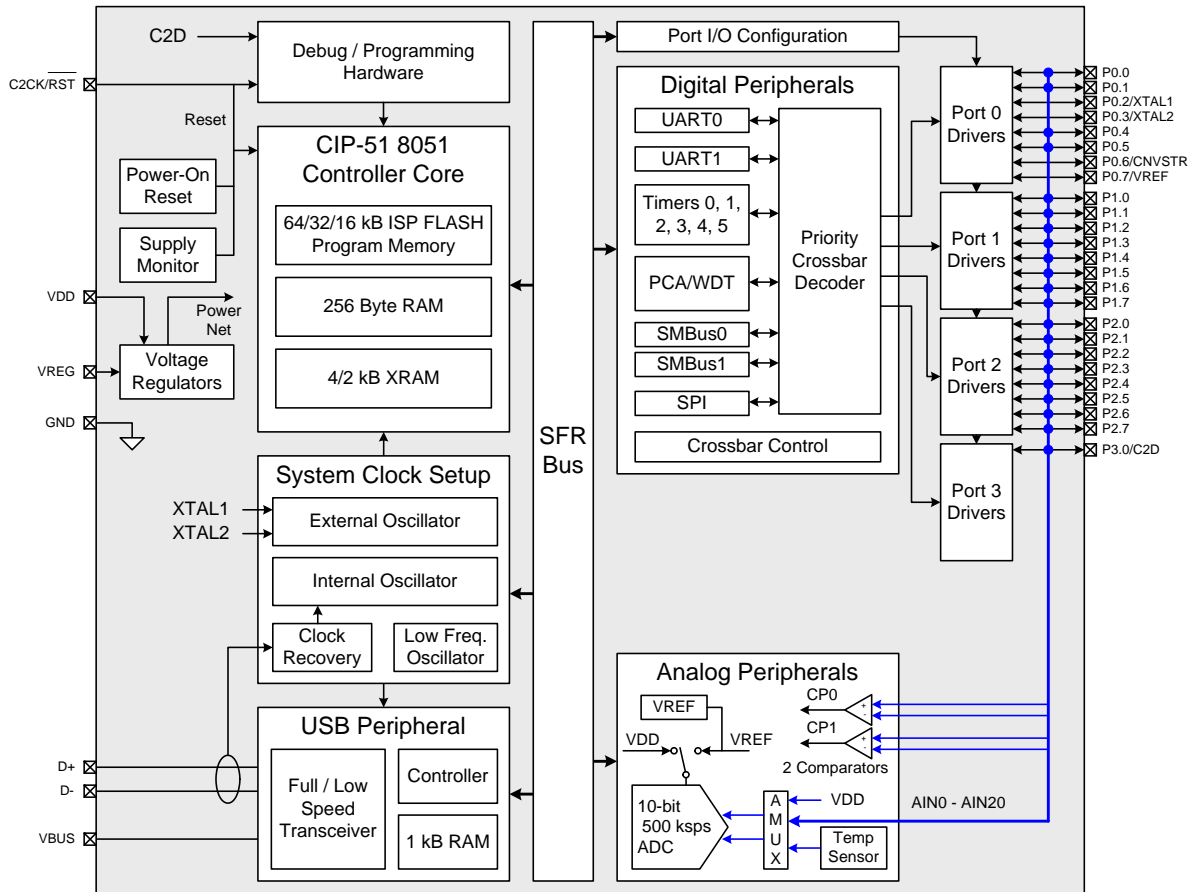 C2D
C2CK/RST
Debug / Programming
Hardware
Reset
Power-On
Reset
Supply
Monitor
VDD
Power
Net
VREG
Voltage
Regulators
GND
CIP-51 8051
Controller Core
64/32/16 kB ISP FLASH
Program Memory
256 Byte RAM
4/2 kB XRAM
System Clock Setup
XTAL1
XTAL2
External Oscillator
Internal Oscillator
Clock
Recovery
Low Freq.
Oscillator
USB Peripheral
D+
D-
VBUS
Full / Low
Speed
Transceiver
Controller
1 kB RAM
SFR
Bus
Port I/O Configuration
Digital Peripherals
UART0
UART1
Timers 0, 1,
2, 3, 4, 5
PCA/WDT
SMBus0
SMBus1
SPI
Priority
Crossbar
Decoder
Crossbar Control
Port 0
Drivers
Port 1
Drivers
Port 2
Drivers
Port 3
Drivers
P0.0
P0.1
P0.2/XTAL1
P0.3/XTAL2
P0.4
P0.5
P0.6/CNVSTR
P0.7/VREF
P1.0
P1.1
P1.2
P1.3
P1.4
P1.5
P1.6
P1.7
P2.0
P2.1
P2.2
P2.3
P2.4
P2.5
P2.6
P2.7
P3.0/C2D
Analog Peripherals
VREF
VDD
VREF
CP0
+
-
CP1
+
-
2 Comparators
10-bit
500 ksps
ADC
A
M
U
X
VDD
Temp
Sensor
AIN0 - AIN20